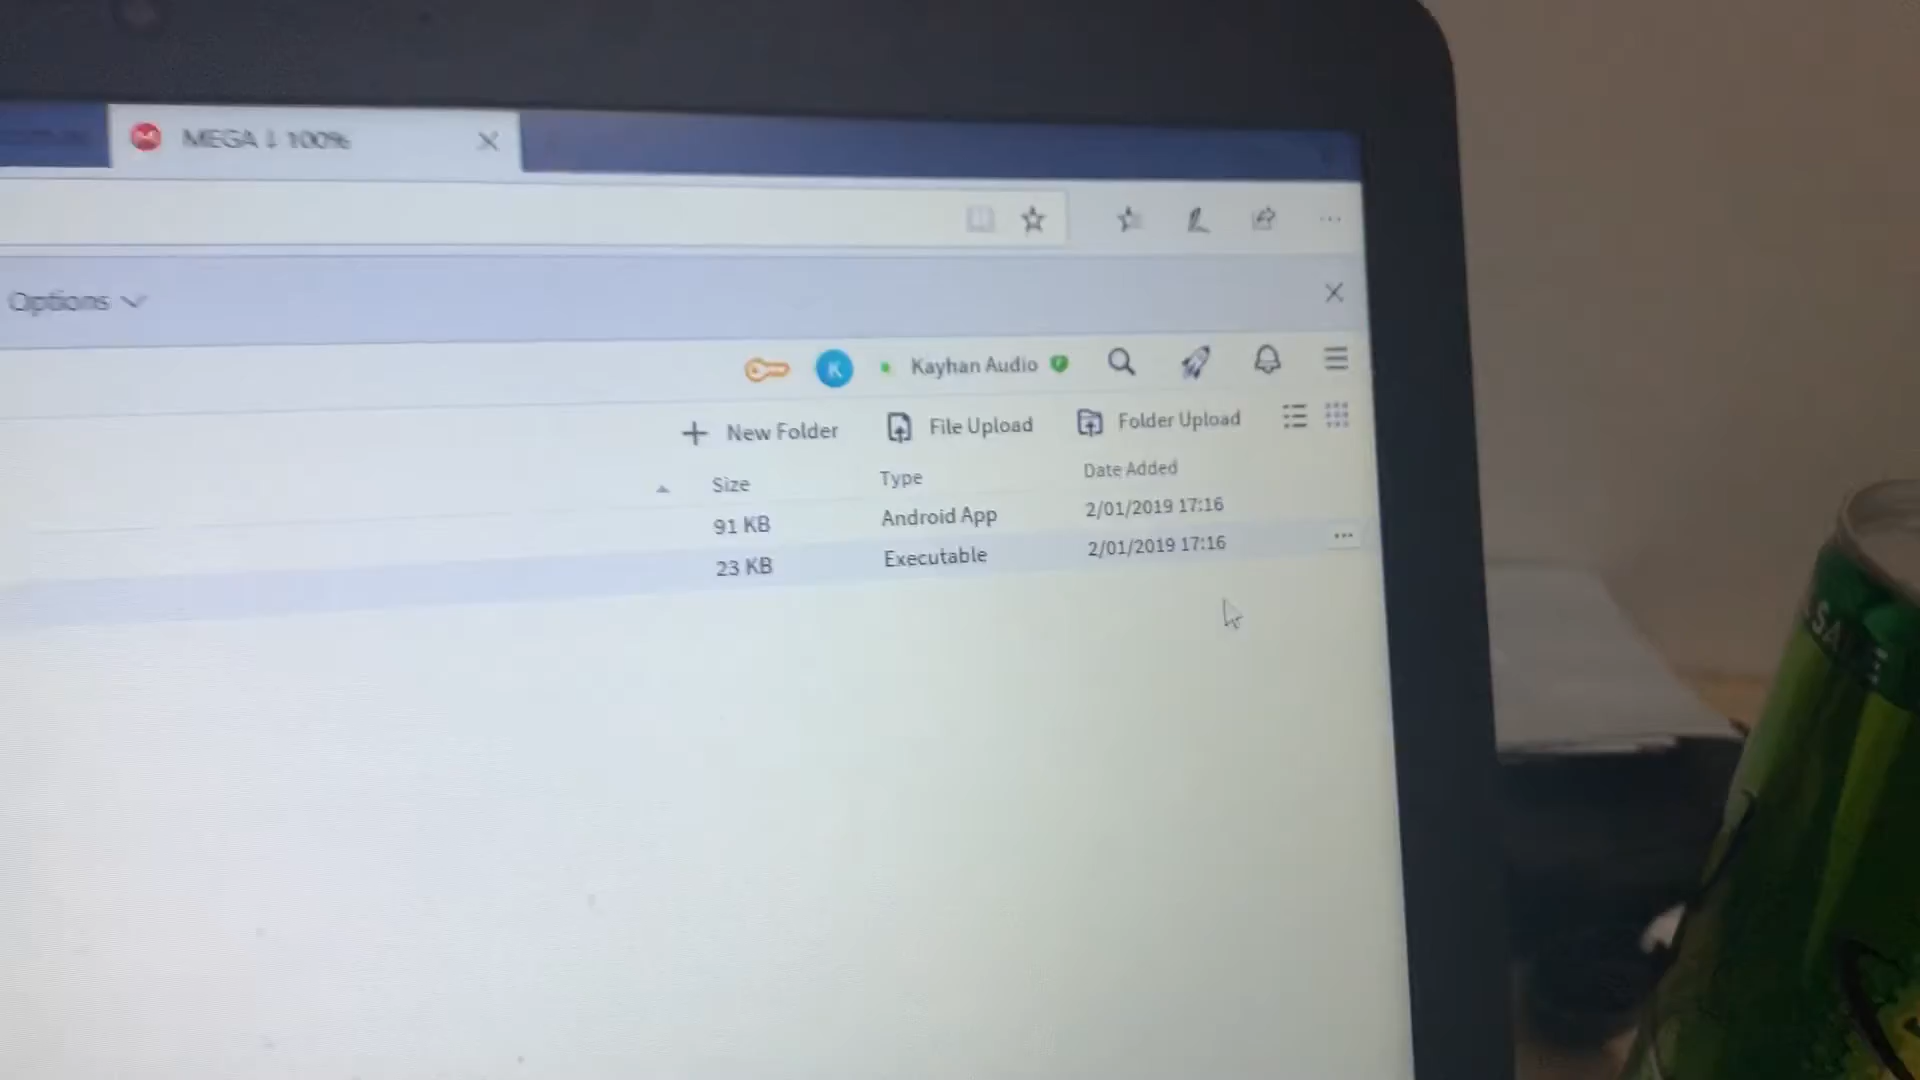 MEGA ↓ 100%
Options
K Kayhan Audio
New Folder File Upload Folder Upload
Size Type Date Added
91 KB Android App 2/01/2019 17:16
23 KB Executable 2/01/2019 17:16